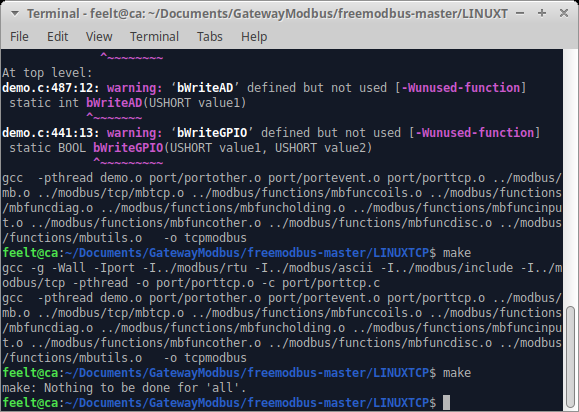 Terminal - feelt@ca: ~/Documents/GatewayModbus/freemodbus-master/LINUXT
File Edit View Terminal Tabs Help
^~~~~~~~~
At top level:
demo.c:487:12: warning: ‘bWriteAD’ defined but not used [-Wunused-function]
static int bWriteAD(USHORT value1)
^~~~~~~~
demo.c:441:13: warning: ‘bWriteGPIO’ defined but not used [-Wunused-function]
static BOOL bWriteGPIO(USHORT value1, USHORT value2)
^~~~~~~~~~
gcc  -pthread demo.o port/portother.o port/portevent.o port/porttcp.o ../modbus/
mb.o ../modbus/tcp/mbtcp.o ../modbus/functions/mbfunccoils.o ../modbus/functions
/mbfuncdiag.o ../modbus/functions/mbfuncholding.o ../modbus/functions/mbfuncinpu
t.o ../modbus/functions/mbfuncother.o ../modbus/functions/mbfuncdisc.o ../modbus
/functions/mbutils.o   -o tcpmodbus
feelt@ca:~/Documents/GatewayModbus/freemodbus-master/LINUXTCP$ make
gcc -g -Wall -Iport -I../modbus/rtu -I../modbus/ascii -I../modbus/include -I../m
odbus/tcp -pthread -o port/porttcp.o -c port/porttcp.c
gcc  -pthread demo.o port/portother.o port/portevent.o port/porttcp.o ../modbus/
mb.o ../modbus/tcp/mbtcp.o ../modbus/functions/mbfunccoils.o ../modbus/functions
/mbfuncdiag.o ../modbus/functions/mbfuncholding.o ../modbus/functions/mbfuncinpu
t.o ../modbus/functions/mbfuncother.o ../modbus/functions/mbfuncdisc.o ../modbus
/functions/mbutils.o   -o tcpmodbus
feelt@ca:~/Documents/GatewayModbus/freemodbus-master/LINUXTCP$ make
make: Nothing to be done for 'all'.
feelt@ca:~/Documents/GatewayModbus/freemodbus-master/LINUXTCP$